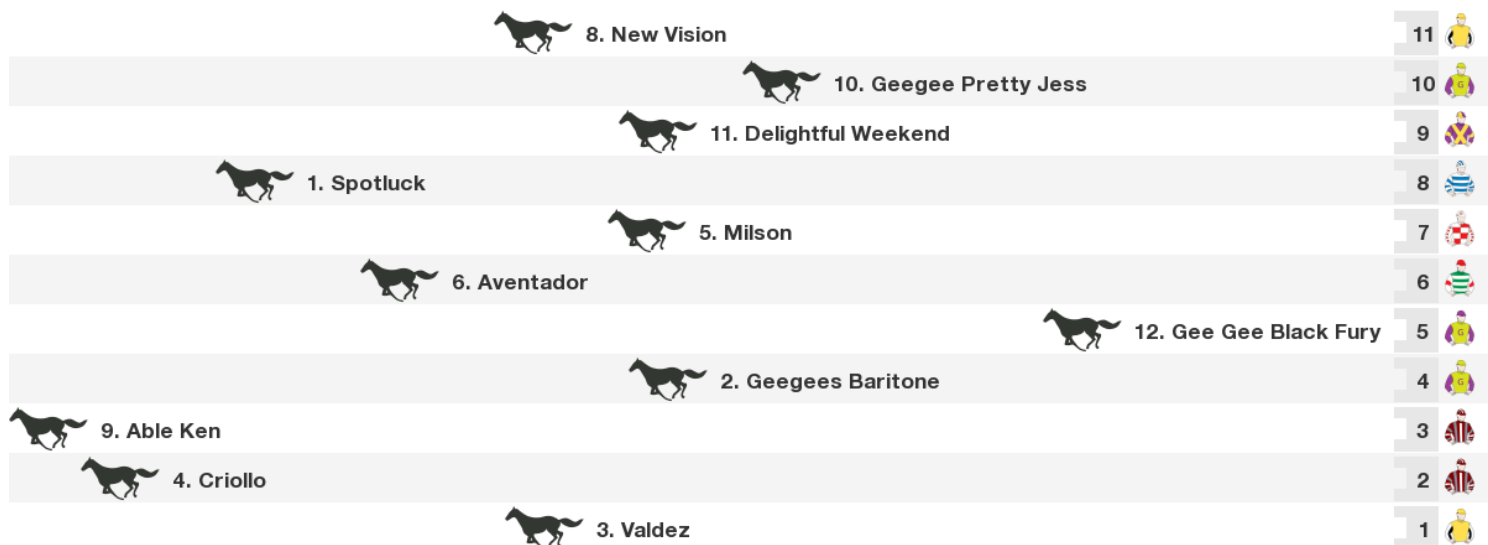 8. New Vision 11
10. Geegee Pretty Jess 10 G
11. Delightful Weekend 9
1. Spotluck 8
5. Milson 7
6. Aventador 6
12. Gee Gee Black Fury 5 G
2. Geegees Baritone 4 G
9. Able Ken 3
4. Criollo 2
3. Valdez 1